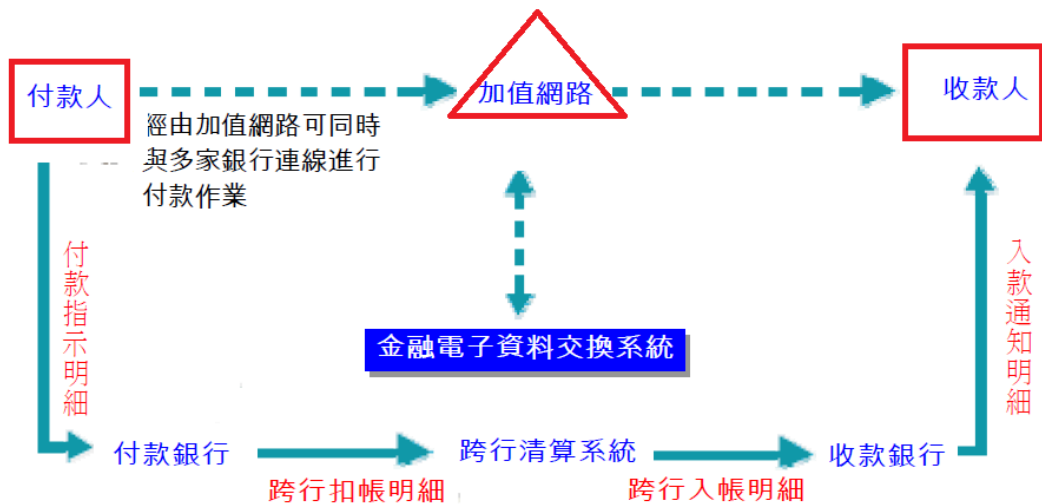 付款人
加值網路
收款人
經由加值網路可同時
與多家銀行連線進行
付款作業
付款指示明細
入款通知明細
金融電子資料交換系統
付款銀行
跨行清算系統
收款銀行
跨行扣帳明細
跨行入帳明細